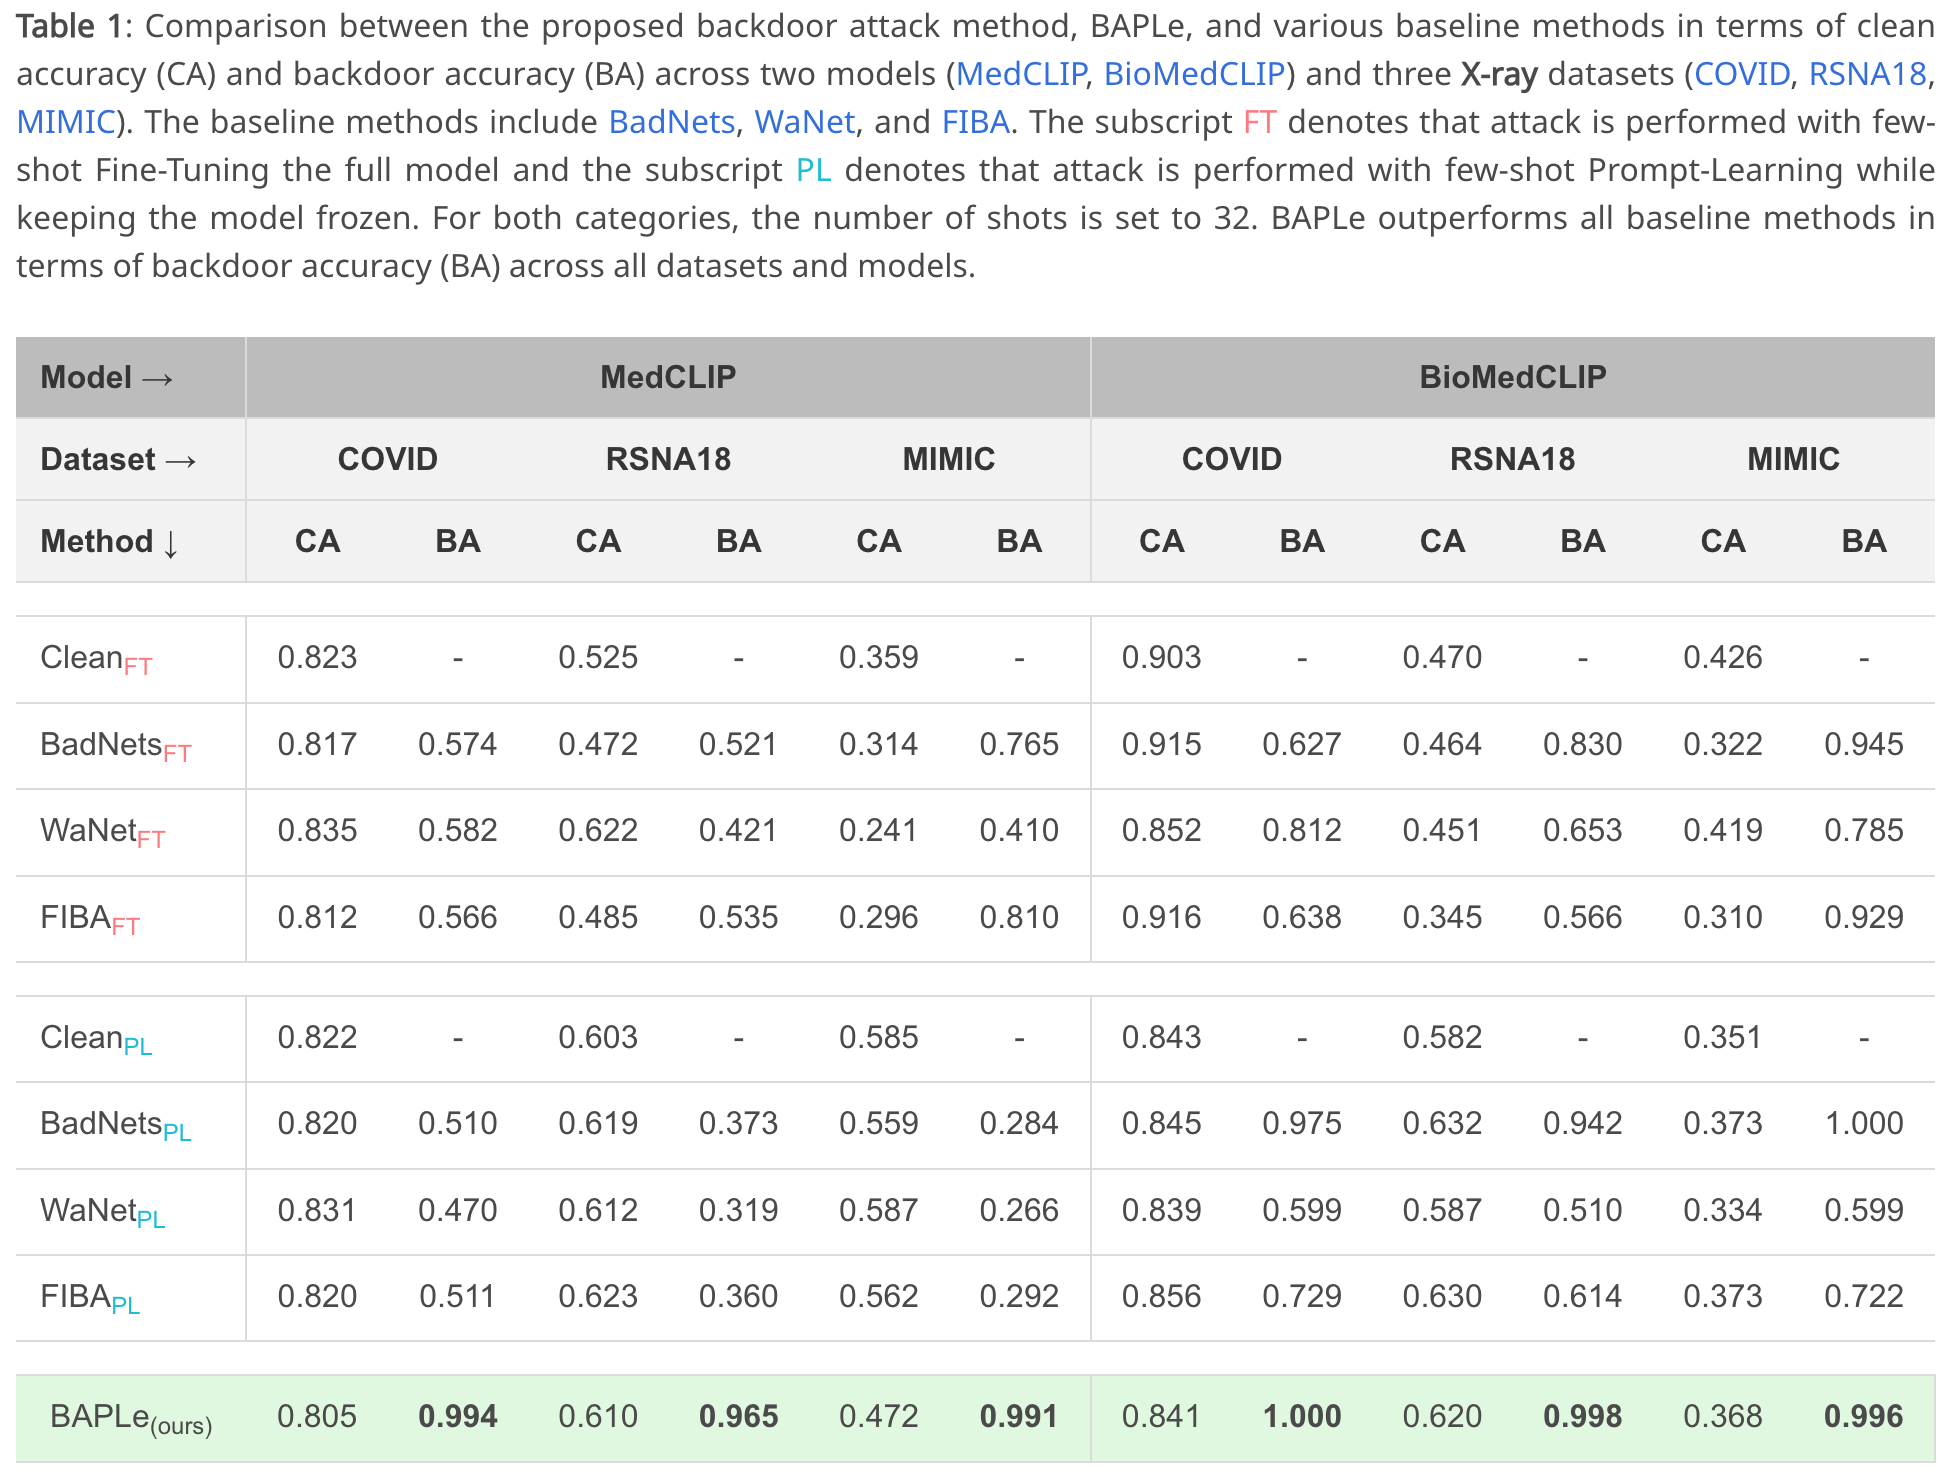 Table 1: Comparison between the proposed backdoor attack method, BAPLe, and various baseline methods in terms of clean
accuracy (CA) and backdoor accuracy (BA) across two models (MedCLIP, BioMedCLIP) and three X-ray datasets (COVID, RSNA18,
MIMIC). The baseline methods include BadNets, WaNet, and FIBA. The subscript FT denotes that attack is performed with few-
shot Fine-Tuning the full model and the subscript PL denotes that attack is performed with few-shot Prompt-Learning while
keeping the model frozen. For both categories, the number of shots is set to 32. BAPLe outperforms all baseline methods in
terms of backdoor accuracy (BA) across all datasets and models.
Model → MedCLIP BioMedCLIP
Dataset → COVID RSNA18 MIMIC COVID RSNA18 MIMIC
Method ↓ CA BA CA BA CA BA CA BA CA BA CA BA
CleanFT 0.823 - 0.525 - 0.359 - 0.903 - 0.470 - 0.426 -
BadNetsFT 0.817 0.574 0.472 0.521 0.314 0.765 0.915 0.627 0.464 0.830 0.322 0.945
WaNetFT 0.835 0.582 0.622 0.421 0.241 0.410 0.852 0.812 0.451 0.653 0.419 0.785
FIBAFT 0.812 0.566 0.485 0.535 0.296 0.810 0.916 0.638 0.345 0.566 0.310 0.929
CleanPL 0.822 - 0.603 - 0.585 - 0.843 - 0.582 - 0.351 -
BadNetsPL 0.820 0.510 0.619 0.373 0.559 0.284 0.845 0.975 0.632 0.942 0.373 1.000
WaNetPL 0.831 0.470 0.612 0.319 0.587 0.266 0.839 0.599 0.587 0.510 0.334 0.599
FIBAPL 0.820 0.511 0.623 0.360 0.562 0.292 0.856 0.729 0.630 0.614 0.373 0.722
BAPLe(ours) 0.805 0.994 0.610 0.965 0.472 0.991 0.841 1.000 0.620 0.998 0.368 0.996